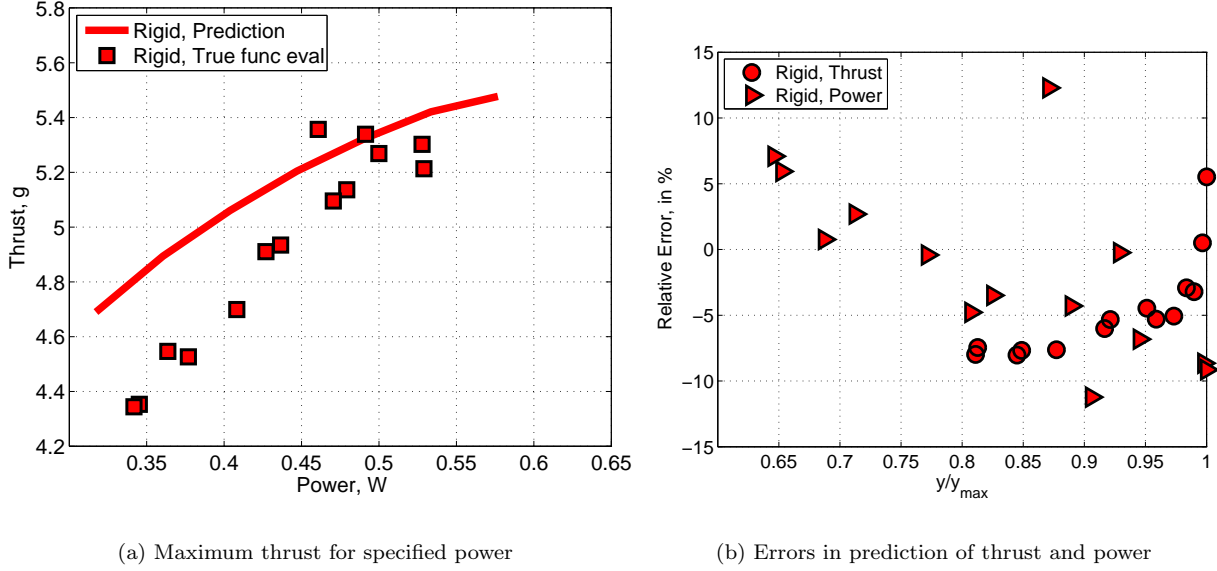 5.8
5.6
5.4
5.2
5
4.8
4.6
4.4
4.2
Thrust, g
Rigid, Prediction
Rigid, True func eval
0.35 0.4 0.45 0.5 0.55 0.6 0.65
Power, W
(a) Maximum thrust for specified power
15
10
5
0
−5
−10
−15
Relative Error, in %
Rigid, Thrust
Rigid, Power
0.65 0.7 0.75 0.8 0.85 0.9 0.95 1
y/y_max
(b) Errors in prediction of thrust and power